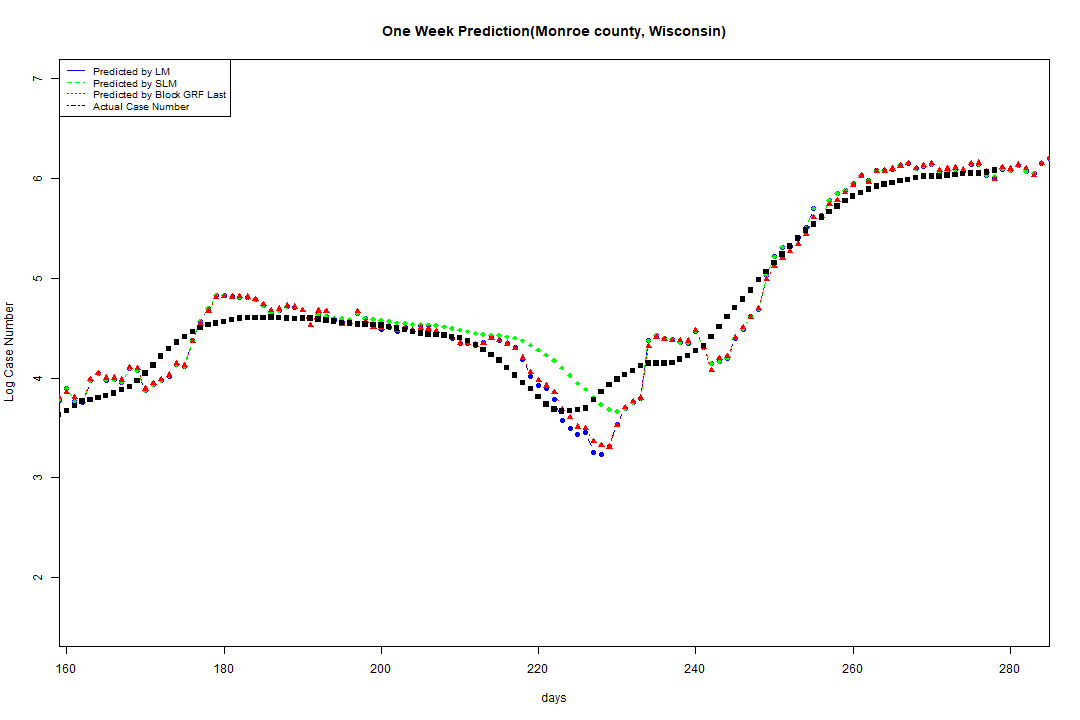 One Week Prediction(Monroe county, Wisconsin)
Predicted by LM
Predicted by SLM
Predicted by Block GRF Last
Actual Case Number
7
6
5
4
3
2
Log Case Number
160 180 200 220 240 260 280
days